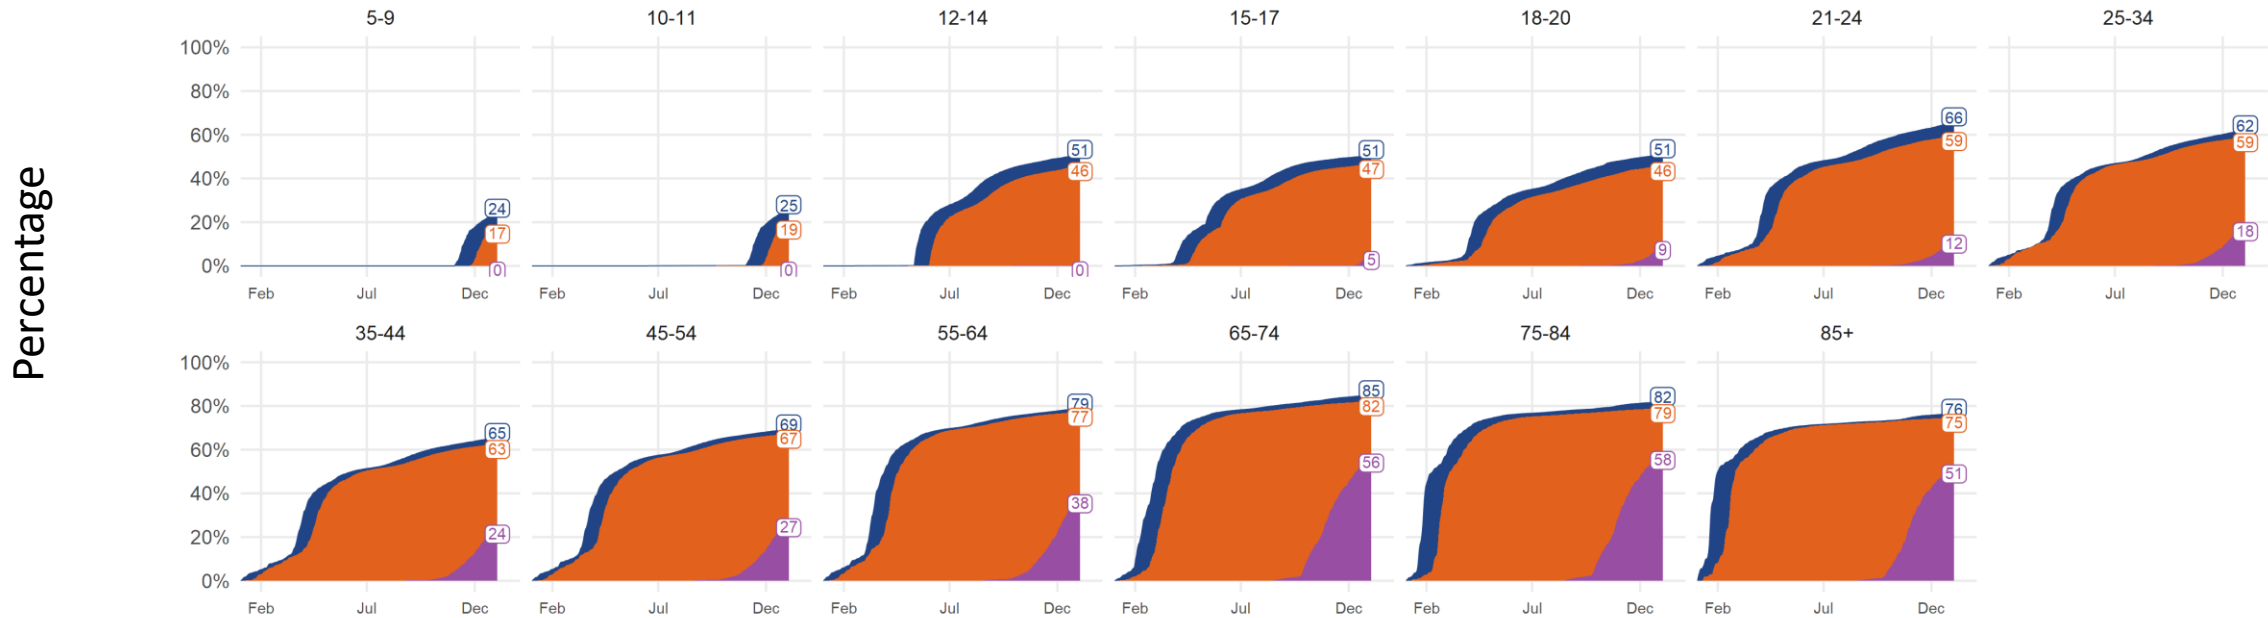 Percentage
5-9 10-11 12-14 15-17 18-20 21-24 25-34
100%
80%
60%
40%
20%
0%
24 17 0
25 19 0
51 46 0
51 47 5
51 46 9
66 59 12
62 59 18
Feb Jul Dec Feb Jul Dec Feb Jul Dec Feb Jul Dec Feb Jul Dec Feb Jul Dec Feb Jul Dec
35-44 45-54 55-64 65-74 75-84 85+
100%
80%
60%
40%
20%
0%
65 63 24
69 67 27
79 77 38
85 82 56
82 79 58
76 75 51
Feb Jul Dec Feb Jul Dec Feb Jul Dec Feb Jul Dec Feb Jul Dec Feb Jul Dec